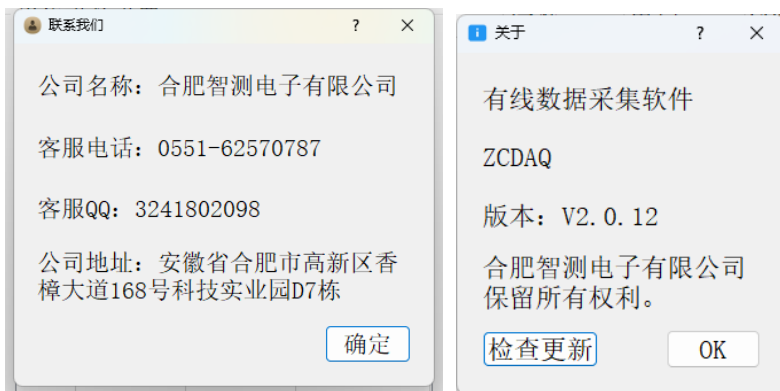 联系我们
?
×
公司名称：合肥智测电子有限公司
客服电话：0551-62570787
客服QQ：3241802098
公司地址：安徽省合肥市高新区香
樟大道168号科技实业园D7栋
确定
关于
?
×
有线数据采集软件
ZCDAQ
版本：V2.0.12
合肥智测电子有限公司
保留所有权利。
检查更新
OK